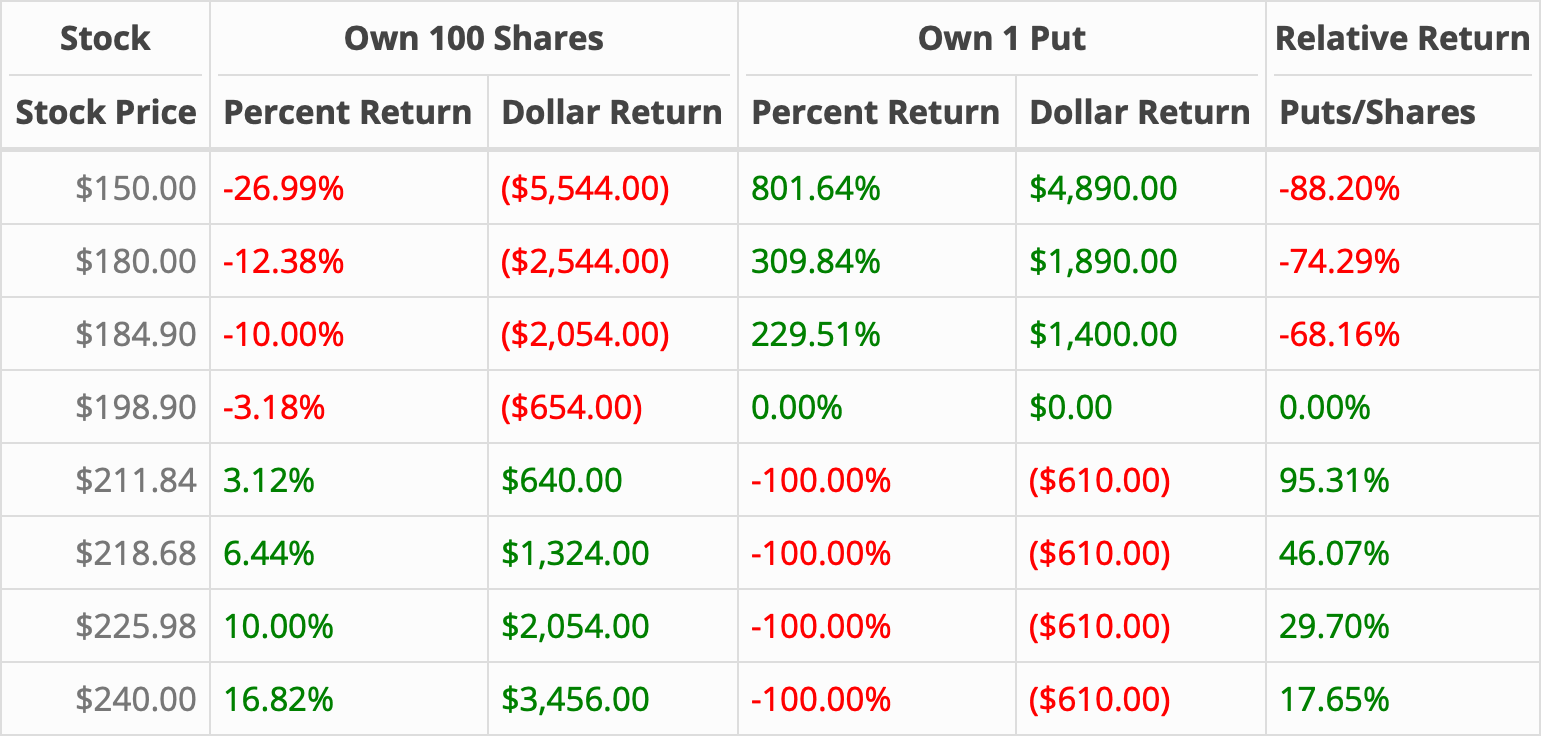 Stock Own 100 Shares Own 1 Put Relative Return
Stock Price Percent Return Dollar Return Percent Return Dollar Return Puts/Shares
$150.00 -26.99% ($5,544.00) 801.64% $4,890.00 -88.20%
$180.00 -12.38% ($2,544.00) 309.84% $1,890.00 -74.29%
$184.90 -10.00% ($2,054.00) 229.51% $1,400.00 -68.16%
$198.90 -3.18% ($654.00) 0.00% $0.00 0.00%
$211.84 3.12% $640.00 -100.00% ($610.00) 95.31%
$218.68 6.44% $1,324.00 -100.00% ($610.00) 46.07%
$225.98 10.00% $2,054.00 -100.00% ($610.00) 29.70%
$240.00 16.82% $3,456.00 -100.00% ($610.00) 17.65%